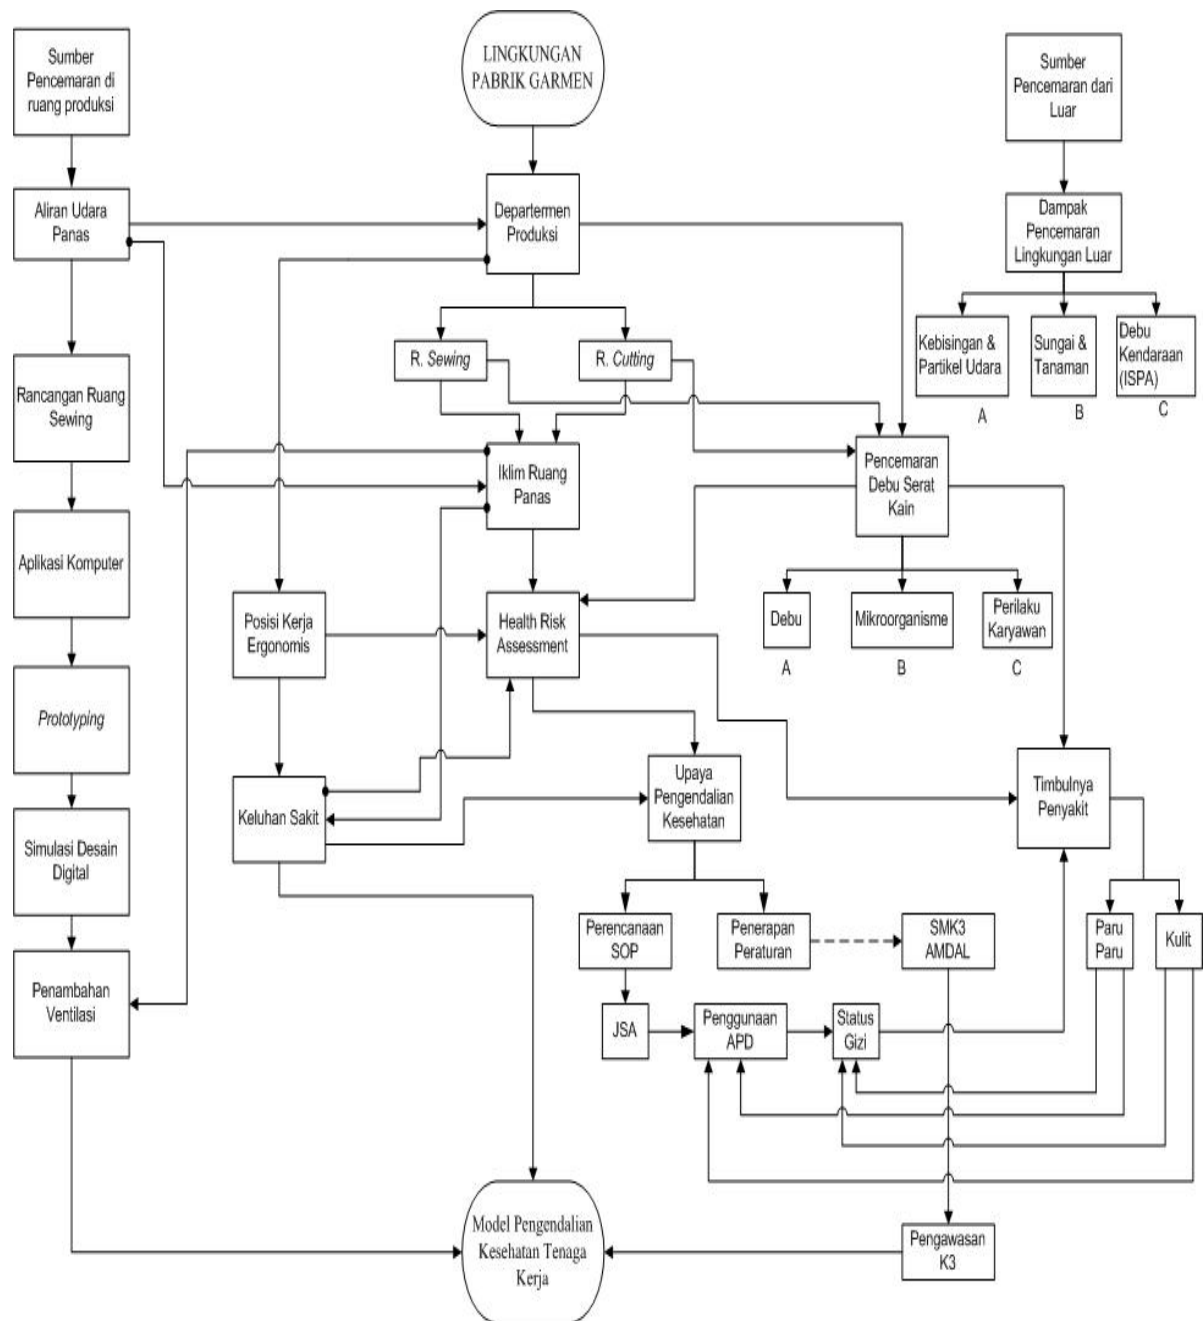 Sumber
Pencemaran di
ruang produksi
LINGKUNGAN
PABRIK GARMEN
Sumber
Pencemaran dari
Luar
Aliran Udara
Panas
Departermen
Produksi
Dampak
Pencemaran
Lingkungan Luar
Kebisingan &
Partikel Udara
A
Sungai &
Tanaman
B
Debu
Kendaraan
(ISPA)
C
R. Sewing
R. Cutting
Rancangan Ruang
Sewing
Iklim Ruang
Panas
Pencemaran
Debu Serat
Kain
Aplikasi Komputer
Posisi Kerja
Ergonomis
Health Risk
Assessment
Debu
A
Mikroorganisme
B
Perilaku
Karyawan
C
Prototyping
Keluhan Sakit
Upaya
Pengendalian
Kesehatan
Timbulnya
Penyakit
Simulasi Desain
Digital
Perencanaan
SOP
Penerapan
Peraturan
SMK3
AMDAL
Paru
Paru
Kulit
Penambahan
Ventilasi
JSA
Penggunaan
APD
Status
Gizi
Model Pengendalian
Kesehatan Tenaga
Kerja
Pengawasan
K3